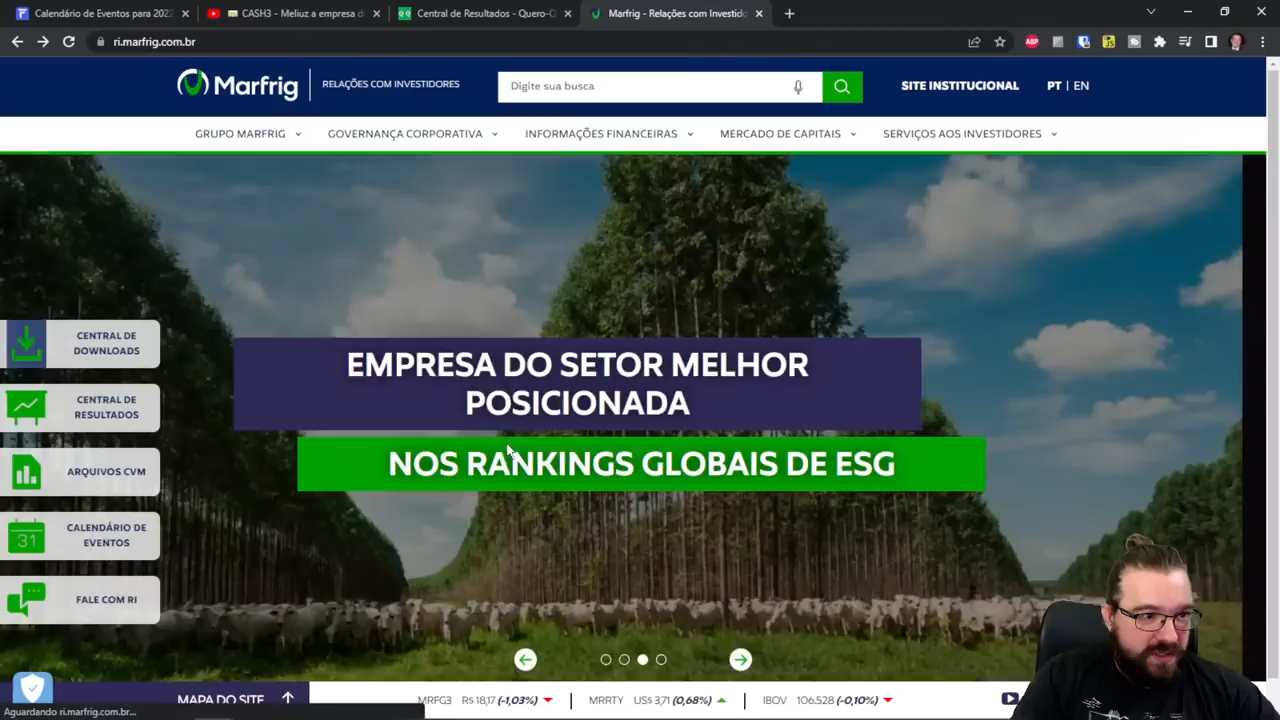 Calendário de Eventos para 2022
CASH3 - Meliuz a empresa d
Central de Resultados - Quero-Q
Marfrig - Relações com Investid
ri.marfrig.com.br
ABP
Marfrig
RELAÇÕES COM INVESTIDORES
Digite sua busca
SITE INSTITUCIONAL
PT | EN
GRUPO MARFRIG
GOVERNANÇA CORPORATIVA
INFORMAÇÕES FINANCEIRAS
MERCADO DE CAPITAIS
SERVIÇOS AOS INVESTIDORES
CENTRAL DE
DOWNLOADS
CENTRAL DE
RESULTADOS
ARQUIVOS CVM
31
CALENDÁRIO DE
EVENTOS
FALE COM RI
EMPRESA DO SETOR MELHOR
POSICIONADA
NOS RANKINGS GLOBAIS DE ESG
MAPA DO SITE
MRFG3 R$ 18,17 (-1,03%)
MRRTY US$ 3,71 (0,68%)
IBOV 106.528 (-0,10%)
Aguardando ri.marfrig.com.br...